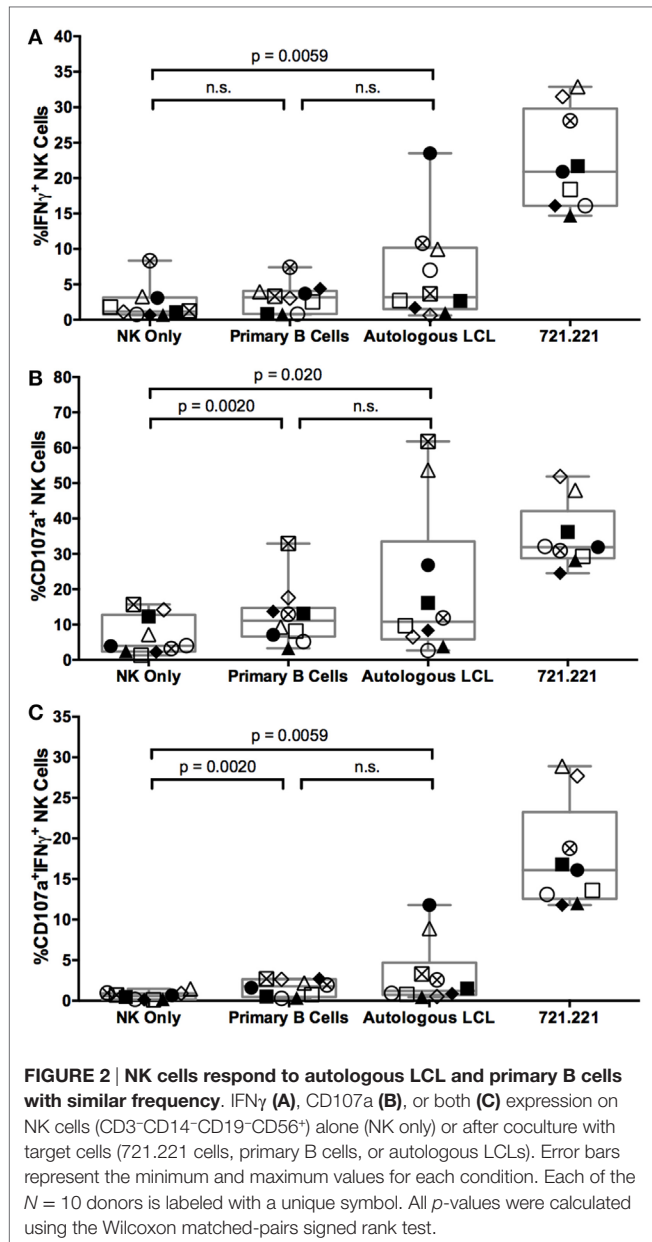 A
%IFNγ⁺ NK Cells
40
35
30
25
20
15
10
5
0
p = 0.0059
n.s.
n.s.
NK Only
Primary B Cells
Autologous LCL
721.221
B
%CD107a⁺ NK Cells
80
70
60
50
40
30
20
10
0
p = 0.020
p = 0.0020
n.s.
NK Only
Primary B Cells
Autologous LCL
721.221
C
%CD107a⁺IFNγ⁺ NK Cells
35
30
25
20
15
10
5
0
p = 0.0059
p = 0.0020
n.s.
NK Only
Primary B Cells
Autologous LCL
721.221
FIGURE 2 | NK cells respond to autologous LCL and primary B cells
with similar frequency. IFNγ (A), CD107a (B), or both (C) expression on
NK cells (CD3⁻CD14⁻CD19⁻CD56⁺) alone (NK only) or after coculture with
target cells (721.221 cells, primary B cells, or autologous LCLs). Error bars
represent the minimum and maximum values for each condition. Each of the
N = 10 donors is labeled with a unique symbol. All p-values were calculated
using the Wilcoxon matched-pairs signed rank test.